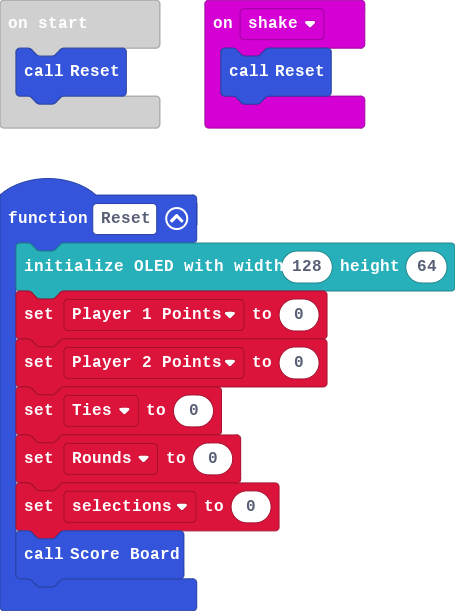 on start
call Reset
on shake
call Reset
function Reset
initialize OLED with width 128 height 64
set Player 1 Points to 0
set Player 2 Points to 0
set Ties to 0
set Rounds to 0
set selections to 0
call Score Board